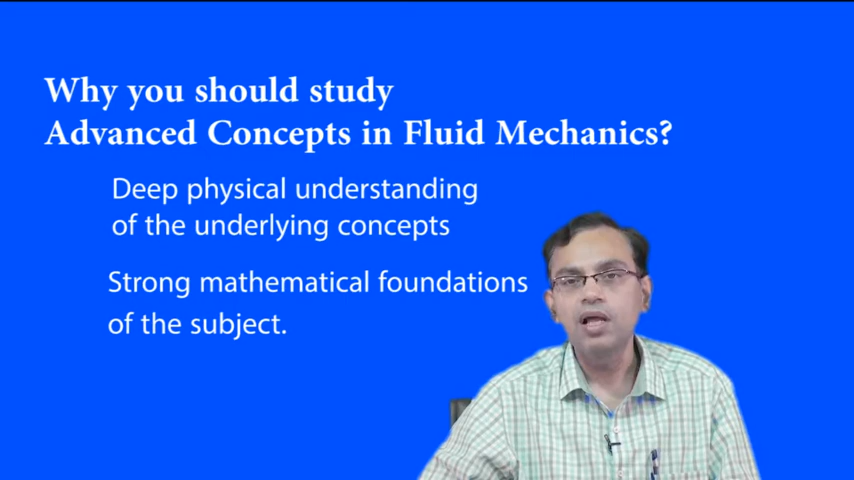 Why you should study
Advanced Concepts in Fluid Mechanics?
Deep physical understanding
of the underlying concepts
Strong mathematical foundations
of the subject.